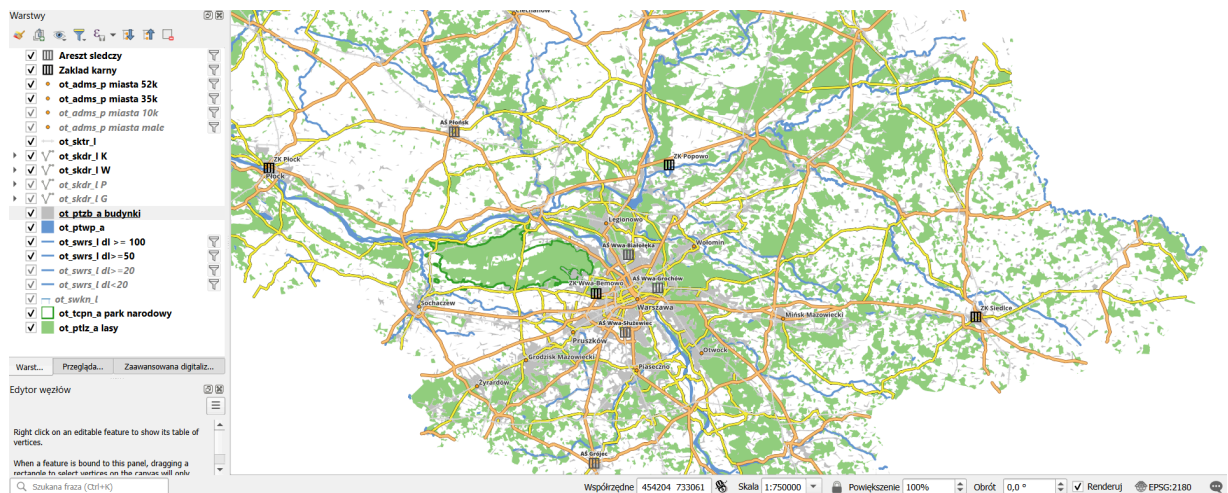 Warstwy
Areszt sledczy
Zaklad karny
ot_adms_p miasta 52k
ot_adms_p miasta 35k
ot_adms_p miasta 10k
ot_adms_p miasta male
ot_sktr_l
ot_skdr_l K
ot_skdr_l W
ot_skdr_l P
ot_skdr_l G
ot_ptzb_a budynki
ot_ptwp_a
ot_swrs_l dl >= 100
ot_swrs_l dl>=50
ot_swrs_l dl>=20
ot_swrs_l dl<20
ot_swkn_l
ot_tcpn_a park narodowy
ot_ptlz_a lasy
Warst...
Przegląda...
Zaawansowana digitaliz...
Edytor węzłów
Right click on an editable feature to show its table of
vertices.
When a feature is bound to this panel, dragging a
rectangle to select vertices on the canvas will only
Ciechanów
AŚ Płońsk
ZK Płock
Płock
ZK Popowo
Legionowo
Wołomin
AŚ Wwa-Białołęka
AŚ Wwa-Grochów
ZK Wwa-Bemowo
Sochaczew
Warszawa
Mińsk Mazowiecki
ZK Siedlce
AŚ Wwa-Służewiec
Pruszków
Otwock
Grodzisk Mazowiecki
Piaseczno
Żyrardów
AŚ Grójec
Szukana fraza (Ctrl+K)
Współrzędne 454204 733061 Skala 1:750000 Powiększenie 100% Obrót 0,0 ° Renderuj EPSG:2180